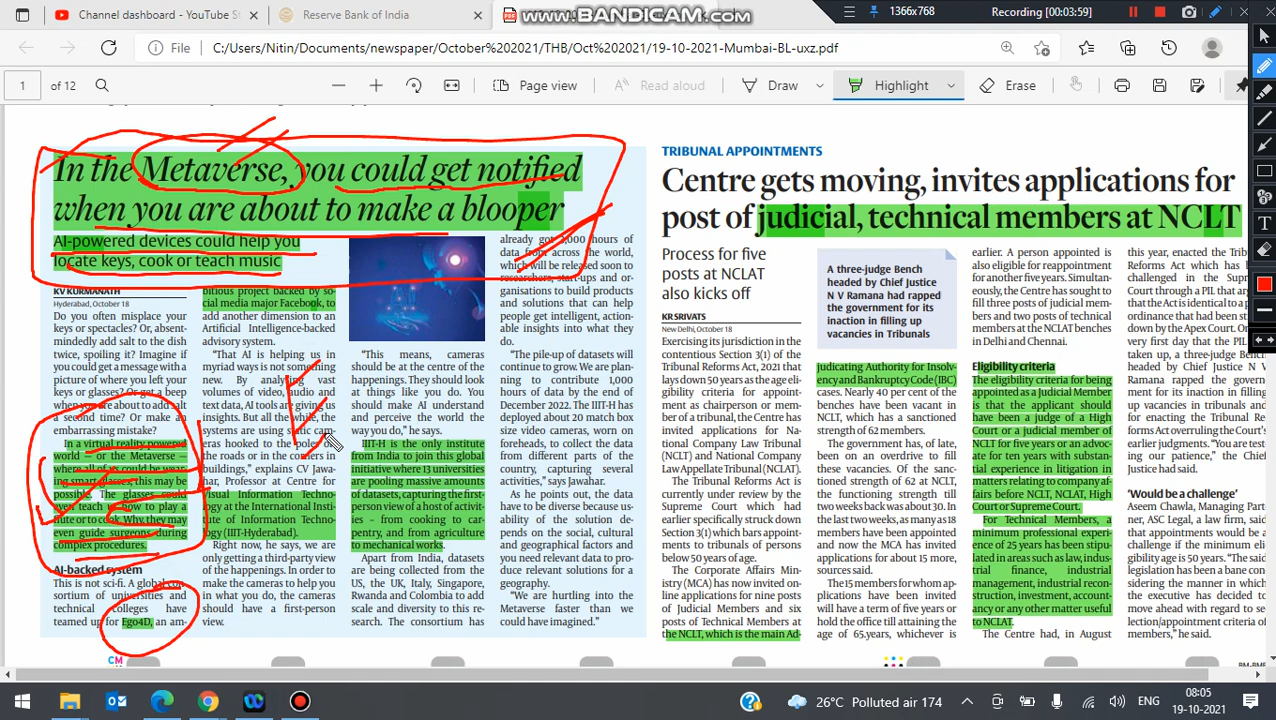 Channel dashboard - YouTube S
Reserve Bank of India
www.BANDICAM.com
1366x768
Recording [00:03:59]
File
C:/Users/Nitin/Documents/newspaper/October%202021/THB/Oct%202021/19-10-2021-Mumbai-BL-uxz.pdf
1 of 12
Page view
Read aloud
Draw
Highlight
Erase
In the Metaverse, you could get notified
when you are about to make a blooper
AI-powered devices could help you
locate keys, cook or teach music
KV KURMANATH
Hyderabad, October 18
Do you often misplace your
keys or spectacles? Or, absent-
mindedly add salt to the dish
twice, spoiling it? Imagine if
you could get a message with a
picture of where you left your
keys? Or get a beep
when you are about to add salt
a second time? Or make an
embarrassing mistake?
In a virtual reality powered
world — or the Metaverse —
where all of us could be wear-
ing smart glasses, this may be
possible. The glasses could
even teach us how to play a
flute or to cook. Why, they may
even guide surgeons during
complex procedures.
AI-backed system
This is not sci-fi. A global con-
sortium of universities and
technical colleges have
teamed up for Ego4D, an am-
bitious project backed by so-
cial media major Facebook, to
add another dimension to an
Artificial Intelligence-backed
advisory system.
“That AI is helping us in
myriad ways is not something
new. By analysing vast
volumes of video, audio and
text data, AI tools are giving us
insights. But all the while, the
systems are using static cam-
eras hooked to the poles on
the roads or in the corners in
buildings,” explains CV Jawa-
har, Professor at Centre for
Visual Information Techno-
logy at the International Insti-
tute of Information Techno-
logy (IIIT-Hyderabad).
Right now, he says, we are
only getting a third-party view
of the happenings. In order to
make the cameras to help you
in what you do, the cameras
should have a first-person
view.
“This means, cameras
should be at the centre of the
happenings. They should look
at things like you do. You
should make AI understand
and perceive the world the
way you do,” he says.
IIIT-H is the only institute
from India to join this global
initiative where 13 universities
are pooling massive amounts
of datasets, capturing the first-
person view of a host of activit-
ies – from cooking to car-
pentry, and from agriculture
to mechanical works.
Apart from India, datasets
are being collected from the
US, the UK, Italy, Singapore,
Rwanda and Colombia to add
scale and diversity to this re-
search. The consortium has
already got 3,000 hours of
data from across the world,
which will be released soon to
researchers, start-ups and or-
ganisations to build products
and solutions that can help
people get intelligent, action-
able insights into what they
do.
“The pile-up of datasets will
continue to grow. We are plan-
ning to contribute 1,000
hours of data by the end of
December 2022. The IIIT-H has
deployed about 20 match box
size video cameras, worn on
foreheads, to collect the data
from different parts of the
country, capturing several
activities,” says Jawahar.
As he points out, the data
have to be diverse because us-
ability of the solution de-
pends on the social, cultural
and geographical factors and
you need relevant data to pro-
duce relevant solutions for a
geography.
“We are hurtling into the
Metaverse faster than we
could have imagined.”
TRIBUNAL APPOINTMENTS
Centre gets moving, invites applications for
post of judicial, technical members at NCLT
Process for five
posts at NCLAT
also kicks off
KR SRIVATS
New Delhi, October 18
Exercising its jurisdiction in the
contentious Section 3(1) of the
Tribunal Reforms Act, 2021 that
lays down 50 years as the age eli-
gibility criteria for appoint-
ment as chairperson or mem-
ber of a tribunal, the Centre has
sought to fill vacancies for Na-
tional Company Law Tribunal
(NCLT) and National Company
Law Appellate Tribunal (NCLAT).
The Tribunal Reforms Act is
currently under review by the
Supreme Court which had
earlier specifically struck down
Section 3(1) which barred ap-
pointments to tribunals of persons
below 50 years of age.
The Corporate Affairs Min-
istry (MCA) has now invited on-
line applications for nine posts
of Judicial Members and six
posts of Technical Members at
the NCLT, which is the main Ad-
A three-judge Bench
headed by Chief Justice
N V Ramana had rapped
the government for its
inaction in filling up
vacancies in Tribunals
judicating Authority for Insolv-
ency and Bankruptcy Code (IBC)
cases. Nearly 40 per cent of the
benches have been vacant in
NCLT, which has a sanctioned
strength of 62 members.
The government has, of late,
been in overdrive to fill
these vacancies. Of the sanc-
tioned strength of 62 at NCLT,
the functioning strength till
two weeks back was about 30. In
the last two weeks, as many as 18
members have been appointed
and now the MCA has invited
applications for about 15 more,
sources said.
The 15 members for whom ap-
plications have been invited
will have a term of five years or
hold the office till attaining the
age of 65 years, whichever is
earlier. A person appointed is
also eligible for reappointment
for another five years. Simultan-
eously, the Centre has sought to
fill three posts of judicial mem-
bers and two posts of technical
members at the NCLAT benches
in Delhi and Chennai.
Eligibility criteria
The eligibility criteria for being
appointed as a Judicial Member
is that the applicant should
have been a judge of a High
Court or a judicial member of
NCLT for five years or an advoc-
ate for ten years with substan-
tial experience in litigation in
matters relating to company af-
fairs before NCLT, NCLAT, High
Court or Supreme Court.
For Technical Members, a
minimum professional experi-
ence of 25 years has been stipu-
lated in areas such as law, indus-
trial finance, industrial
management, industrial recon-
struction, investment, account-
ancy or any other matter useful
to NCLAT.
The Centre had, in August
this year, enacted the
Reforms Act which has
challenged in the Sup
Court through a PIL that
that the Act is identical to a
ordinance that had been st
down by the Apex Court. O
very first day that the PI
taken up, a three-judge Be
headed by Chief Justice
N V Ramana rapped
the government for its
in filling up vacancies in
tribunals and for
for enacting the Tribunal
forms Act overruling the Cou
earlier judgments. “You are test
ing our patience,” the Chie
Justice had said.
‘Would be a challenge’
Aseem Chawla, Managing Par
ner, ASC Legal, a law firm, said
that appointments would be a
challenge if the minimum eli
gibility age is 50 years. “The said
legislation has been a bone con
sidering the manner in which
the executive has decided to
move ahead with regard to se
lection/appointment criteria of
members,” he said.
CM
26°C Polluted air 174
ENG
08:05
19-10-2021